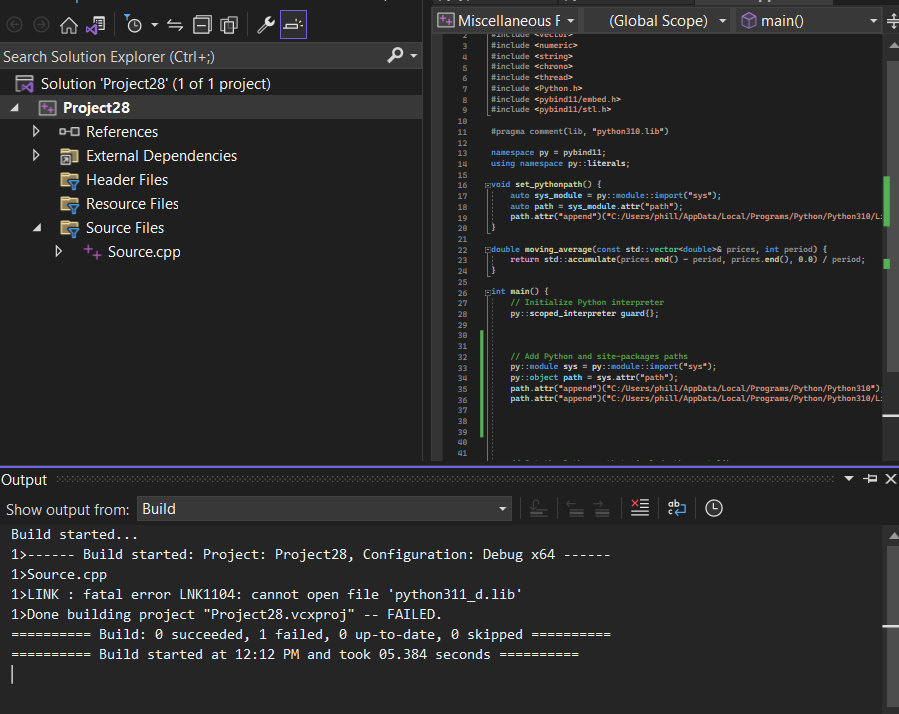 Search Solution Explorer (Ctrl+;)
Solution 'Project28' (1 of 1 project)
Project28
References
External Dependencies
Header Files
Resource Files
Source Files
Source.cpp
Miscellaneous F
(Global Scope)
main()
2 #include <vector>
3 #include <numeric>
4 #include <string>
5 #include <chrono>
6 #include <thread>
7 #include <Python.h>
8 #include <pybind11/embed.h>
9 #include <pybind11/stl.h>
10
11 #pragma comment(lib, "python310.lib")
12
13 namespace py = pybind11;
14 using namespace py::literals;
15
16 void set_pythonpath() {
17 auto sys_module = py::module::import("sys");
18 auto path = sys_module.attr("path");
19 path.attr("append")("C:/Users/phill/AppData/Local/Programs/Python/Python310/Li
20 }
21
22 double moving_average(const std::vector<double>& prices, int period) {
23 return std::accumulate(prices.end() - period, prices.end(), 0.0) / period;
24 }
25
26 int main() {
27 // Initialize Python interpreter
28 py::scoped_interpreter guard{};
29
30
31
32 // Add Python and site-packages paths
33 py::module sys = py::module::import("sys");
34 py::object path = sys.attr("path");
35 path.attr("append")("C:/Users/phill/AppData/Local/Programs/Python/Python310")
36 path.attr("append")("C:/Users/phill/AppData/Local/Programs/Python/Python310/Li
37
38
39
40
41
Output
Show output from: Build
Build started...
1>------ Build started: Project: Project28, Configuration: Debug x64 ------
1>Source.cpp
1>LINK : fatal error LNK1104: cannot open file 'python311_d.lib'
1>Done building project "Project28.vcxproj" -- FAILED.
========== Build: 0 succeeded, 1 failed, 0 up-to-date, 0 skipped ==========
========== Build started at 12:12 PM and took 05.384 seconds ==========